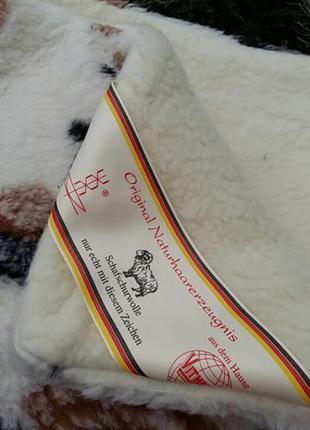 ®
Original Naturhaarerzeugnis
Schafschurwolle
nur echt mit diesem Zeichen
aus dem Hause